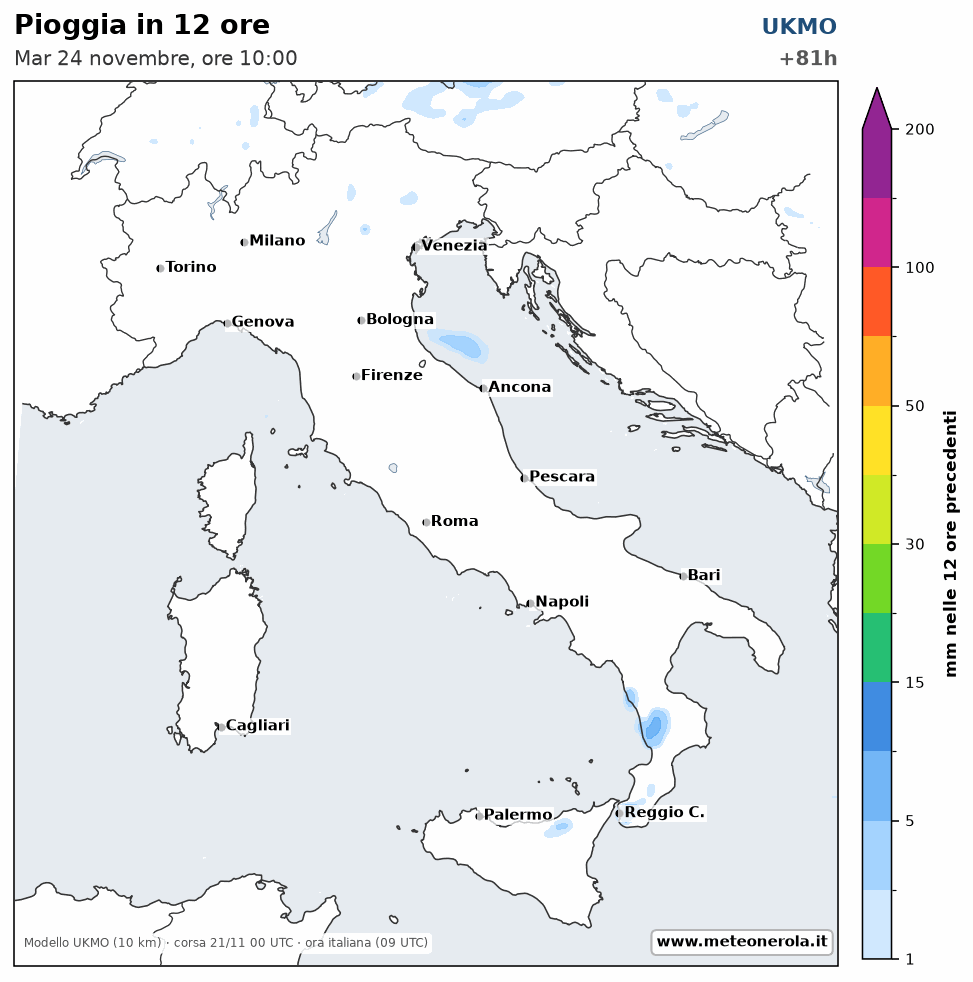 Pioggia in 12 ore
UKMO
Mar 24 novembre, ore 10:00
+81h
200
100
50
30
15
5
1
mm nelle 12 ore precedenti
Milano
Venezia
Torino
Genova
Bologna
Firenze
Ancona
Pescara
Roma
Bari
Napoli
Cagliari
Palermo
Reggio C.
Modello UKMO (10 km) · corsa 21/11 00 UTC · ora italiana (09 UTC)
www.meteonerola.it